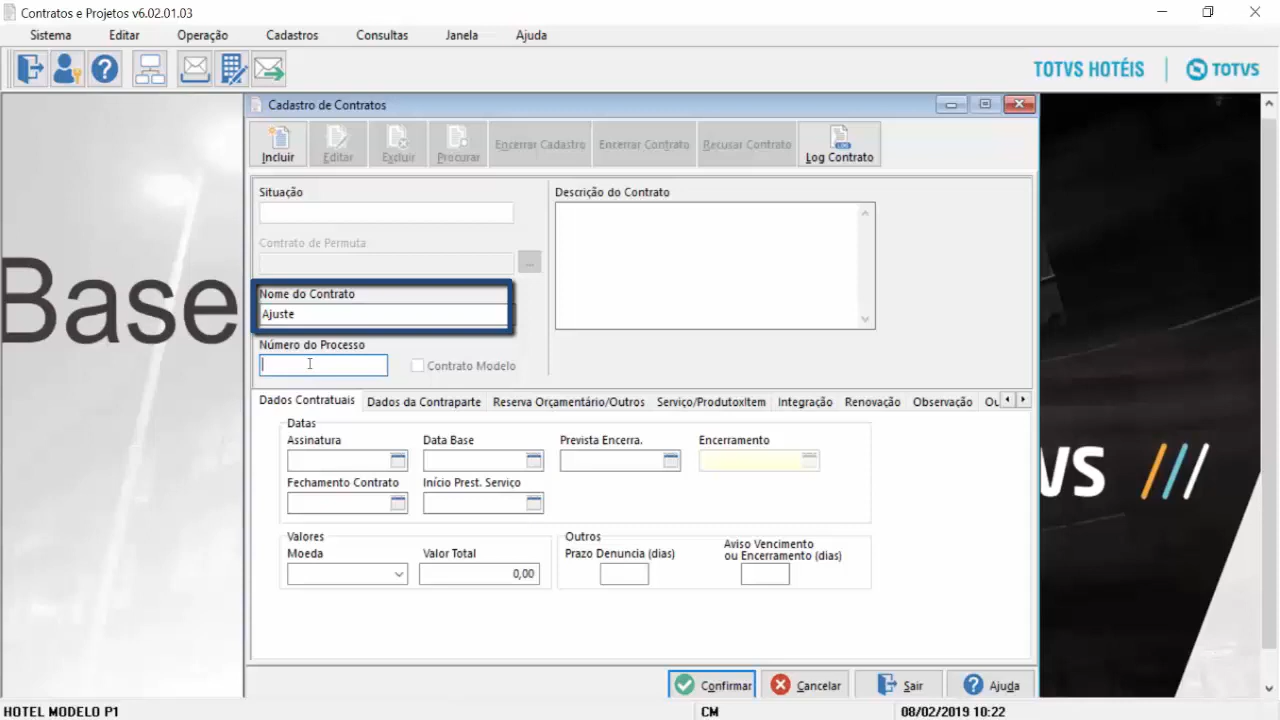 Contratos e Projetos v6.02.01.03
Sistema Editar Operação Cadastros Consultas Janela Ajuda
TOTVS HOTÉIS TOTVS
Cadastro de Contratos
Incluir Editar Excluir Procurar Encerrar Cadastro Encerrar Contrato Recusar Contrato Log Contrato
Situação
Descrição do Contrato
Contrato de Permuta
...
Base
Nome do Contrato
Ajuste
Número do Processo
Contrato Modelo
Dados Contratuais Dados da Contraparte Reserva Orçamentário/Outros Serviço/ProdutoxItem Integração Renovação Observação Ou
Datas
Assinatura Data Base Prevista Encerra. Encerramento
VS
Fechamento Contrato Início Prest. Serviço
Valores
Moeda Valor Total
0,00
Outros
Prazo Denuncia (dias)
Aviso Vencimento
ou Encerramento (dias)
Confirmar Cancelar Sair Ajuda
HOTEL MODELO P1 CM 08/02/2019 10:22